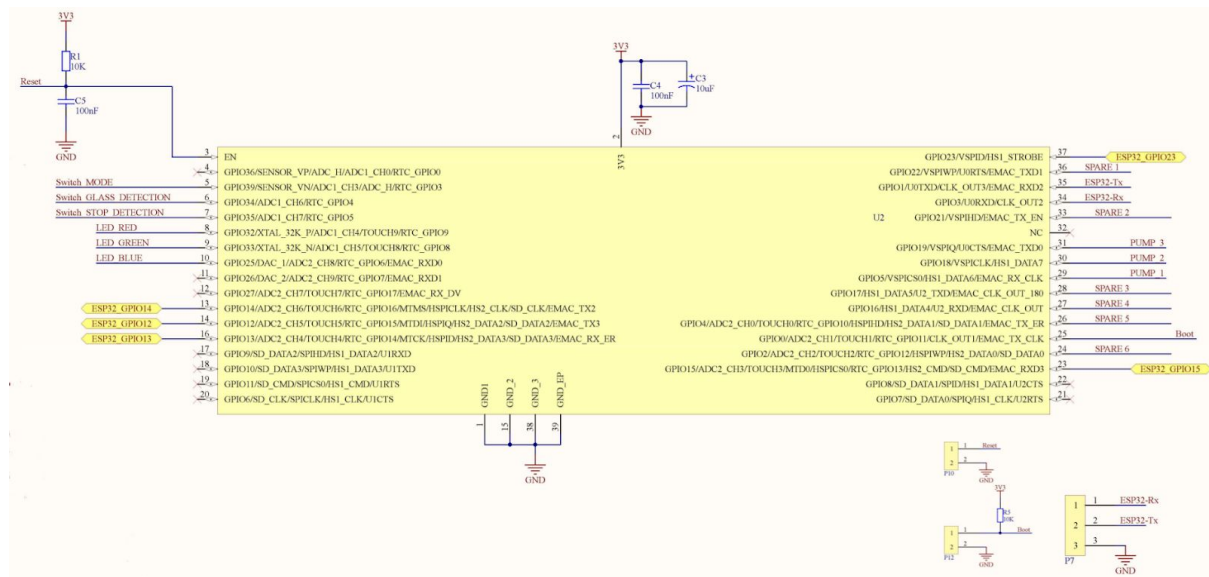 3V3
R1
10K
Reset
C5
100nF
GND
3V3
C4
100nF
C3
10uF
GND
2
3V3
U2
3 EN
4 GPIO36/SENSOR_VP/ADC_H/ADC1_CH0/RTC_GPIO0
Switch MODE 5 GPIO39/SENSOR_VN/ADC1_CH3/ADC_H/RTC_GPIO3
Switch GLASS DETECTION 6 GPIO34/ADC1_CH6/RTC_GPIO4
Switch STOP DETECTION 7 GPIO35/ADC1_CH7/RTC_GPIO5
LED RED 8 GPIO32/XTAL_32K_P/ADC1_CH4/TOUCH9/RTC_GPIO9
LED GREEN 9 GPIO33/XTAL_32K_N/ADC1_CH5/TOUCH8/RTC_GPIO8
LED BLUE 10 GPIO25/DAC_1/ADC2_CH8/RTC_GPIO6/EMAC_RXD0
11 GPIO26/DAC_2/ADC2_CH9/RTC_GPIO7/EMAC_RXD1
12 GPIO27/ADC2_CH7/TOUCH7/RTC_GPIO17/EMAC_RX_DV
ESP32_GPIO14 13 GPIO14/ADC2_CH6/TOUCH6/RTC_GPIO16/MTMS/HSPICLK/HS2_CLK/SD_CLK/EMAC_TX2
ESP32_GPIO12 14 GPIO12/ADC2_CH5/TOUCH5/RTC_GPIO15/MTDI/HSPIQ/HS2_DATA2/SD_DATA2/EMAC_TX3
ESP32_GPIO13 16 GPIO13/ADC2_CH4/TOUCH4/RTC_GPIO14/MTCK/HSPID/HS2_DATA3/SD_DATA3/EMAC_RX_ER
17 GPIO9/SD_DATA2/SPIHD/HS1_DATA2/U1RXD
18 GPIO10/SD_DATA3/SPIWP/HS1_DATA3/U1TXD
19 GPIO11/SD_CMD/SPICS0/HS1_CMD/U1RTS
20 GPIO6/SD_CLK/SPICLK/HS1_CLK/U1CTS
GPIO23/VSPID/HS1_STROBE 37 ESP32_GPIO23
GPIO22/VSPIWP/U0RTS/EMAC_TXD1 36 SPARE 1
GPIO1/U0TXD/CLK_OUT3/EMAC_RXD2 35 ESP32-Tx
GPIO3/U0RXD/CLK_OUT2 34 ESP32-Rx
GPIO21/VSPIHD/EMAC_TX_EN 33 SPARE 2
NC 32
GPIO19/VSPIQ/U0CTS/EMAC_TXD0 31 PUMP_3
GPIO18/VSPICLK/HS1_DATA7 30 PUMP_2
GPIO5/VSPICS0/HS1_DATA6/EMAC_RX_CLK 29 PUMP_1
GPIO17/HS1_DATA5/U2_TXD/EMAC_CLK_OUT_180 28 SPARE 3
GPIO16/HS1_DATA4/U2_RXD/EMAC_CLK_OUT 27 SPARE 4
GPIO4/ADC2_CH0/TOUCH0/RTC_GPIO10/HSPIHD/HS2_DATA1/SD_DATA1/EMAC_TX_ER 26 SPARE 5
GPIO0/ADC2_CH1/TOUCH1/RTC_GPIO11/CLK_OUT1/EMAC_TX_CLK 25 Boot
GPIO2/ADC2_CH2/TOUCH2/RTC_GPIO12/HSPIWP/HS2_DATA0/SD_DATA0 24 SPARE 6
GPIO15/ADC2_CH3/TOUCH3/MTD0/HSPICS0/RTC_GPIO13/HS2_CMD/SD_CMD/EMAC_RXD3 23 ESP32_GPIO15
GPIO8/SD_DATA1/SPID/HS1_DATA1/U2CTS 22
GPIO7/SD_DATA0/SPIQ/HS1_CLK/U2RTS 21
GND1 GND_2 GND_3 GND_EP
1 15 38 39
GND
1 1 Reset
2 2
P10 GND
3V3
R5
10K
1 1 Boot
2 2
P12 GND
1 1 ESP32-Rx
2 2 ESP32-Tx
3 3
P7 GND